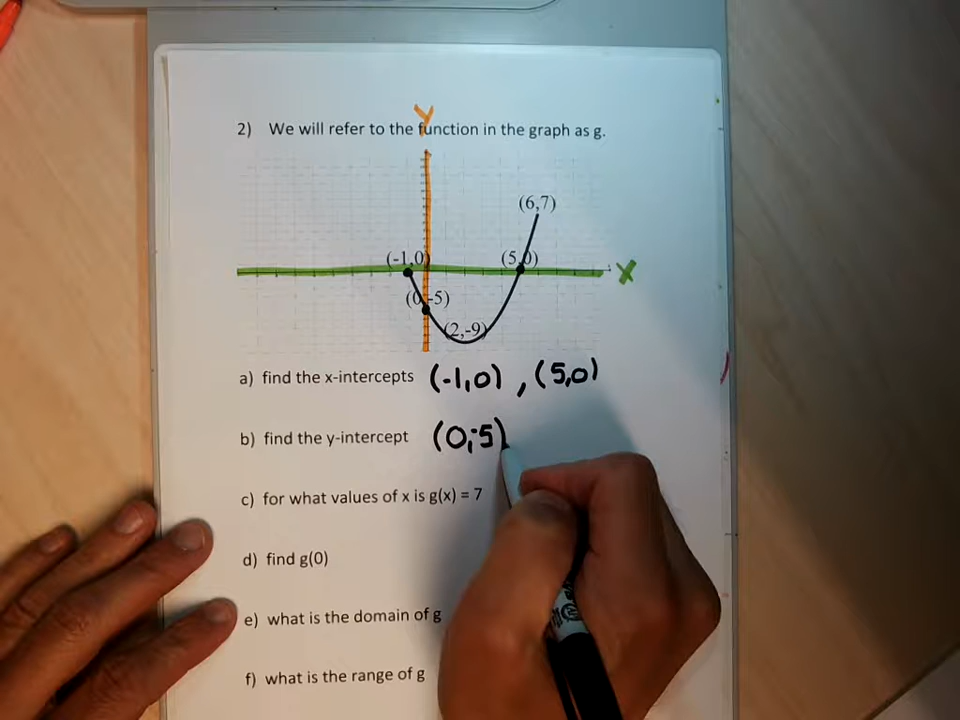 Y
2) We will refer to the function in the graph as g.
(6,7)
(-1,0) (5,0)
X
(0,-5)
(2,-9)
a) find the x-intercepts (-1,0) , (5,0)
b) find the y-intercept (0,-5)
c) for what values of x is g(x) = 7
d) find g(0)
e) what is the domain of g
f) what is the range of g